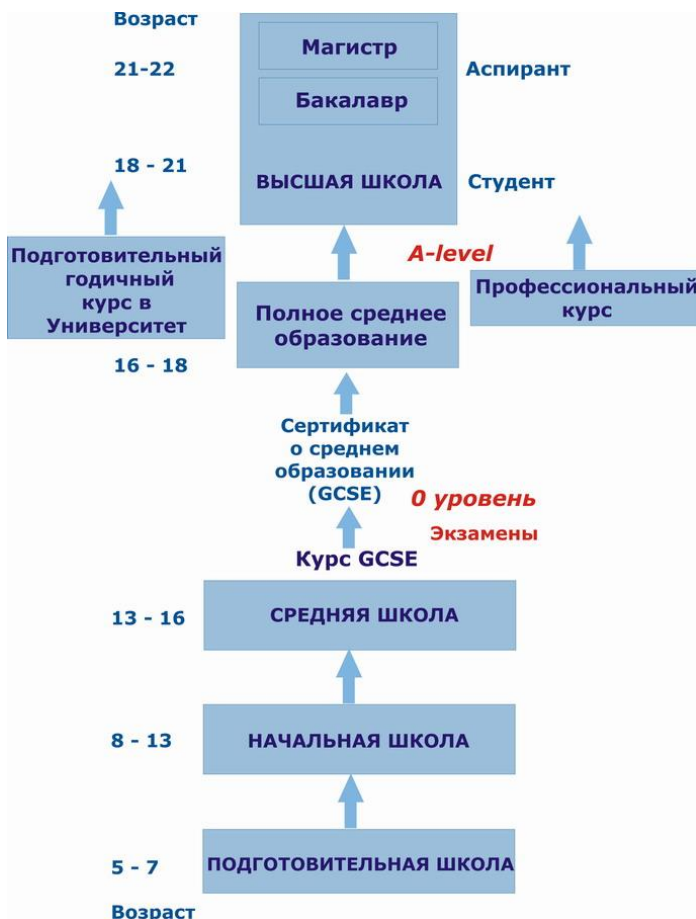 Возраст
Магистр
21-22
Аспирант
Бакалавр
18 - 21
ВЫСШАЯ ШКОЛА
Студент
Подготовительный
годичный
курс в
Университет
A-level
Профессиональный
курс
Полное среднее
образование
16 - 18
Сертификат
о среднем
образовании
(GCSE)
0 уровень
Экзамены
Курс GCSE
13 - 16
СРЕДНЯЯ ШКОЛА
8 - 13
НАЧАЛЬНАЯ ШКОЛА
5 - 7
ПОДГОТОВИТЕЛЬНАЯ ШКОЛА
Возраст